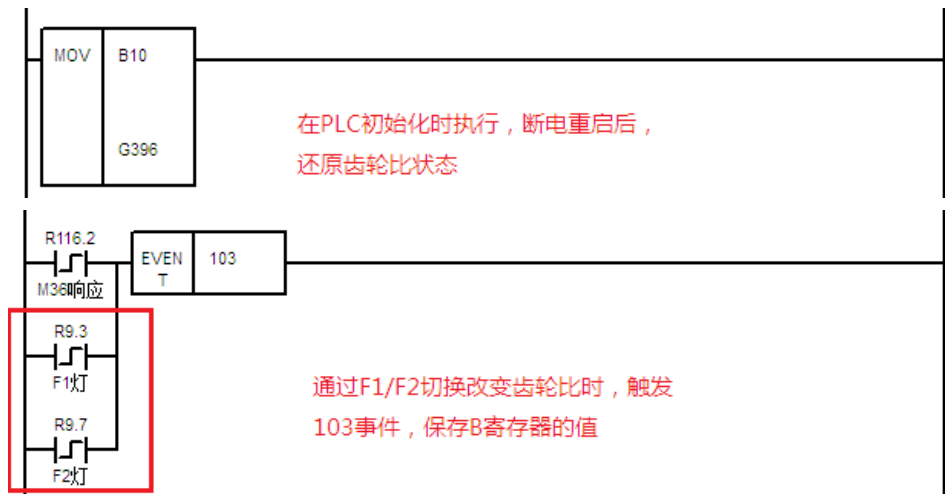 MOV B10
在PLC初始化时执行，断电重启后，
G396
还原齿轮比状态
R116.2
EVEN 103
T
M36响应
R9.3
F1灯
通过F1/F2切换改变齿轮比时，触发
103事件，保存B寄存器的值
R9.7
F2灯